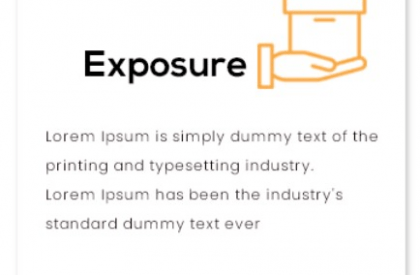 Exposure
Lorem Ipsum is simply dummy text of the
printing and typesetting industry.
Lorem Ipsum has been the industry's
standard dummy text ever